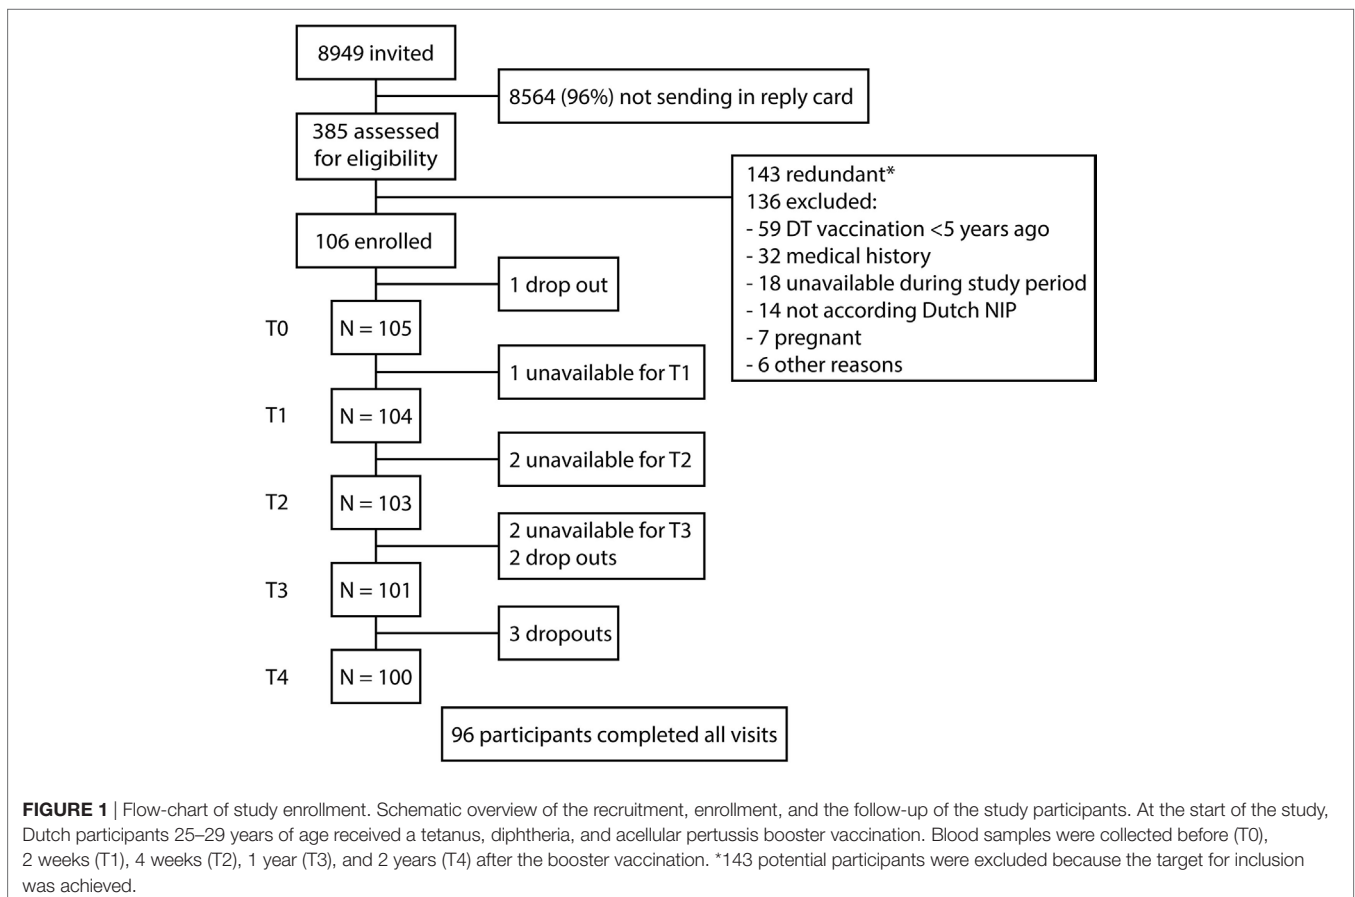 8949 invited
8564 (96%) not sending in reply card
385 assessed
for eligibility
143 redundant*
136 excluded:
- 59 DT vaccination <5 years ago
- 32 medical history
- 18 unavailable during study period
- 14 not according Dutch NIP
- 7 pregnant
- 6 other reasons
106 enrolled
1 drop out
T0 N = 105
1 unavailable for T1
T1 N = 104
2 unavailable for T2
T2 N = 103
2 unavailable for T3
2 drop outs
T3 N = 101
3 dropouts
T4 N = 100
96 participants completed all visits
FIGURE 1 | Flow-chart of study enrollment. Schematic overview of the recruitment, enrollment, and the follow-up of the study participants. At the start of the study,
Dutch participants 25–29 years of age received a tetanus, diphtheria, and acellular pertussis booster vaccination. Blood samples were collected before (T0),
2 weeks (T1), 4 weeks (T2), 1 year (T3), and 2 years (T4) after the booster vaccination. *143 potential participants were excluded because the target for inclusion
was achieved.